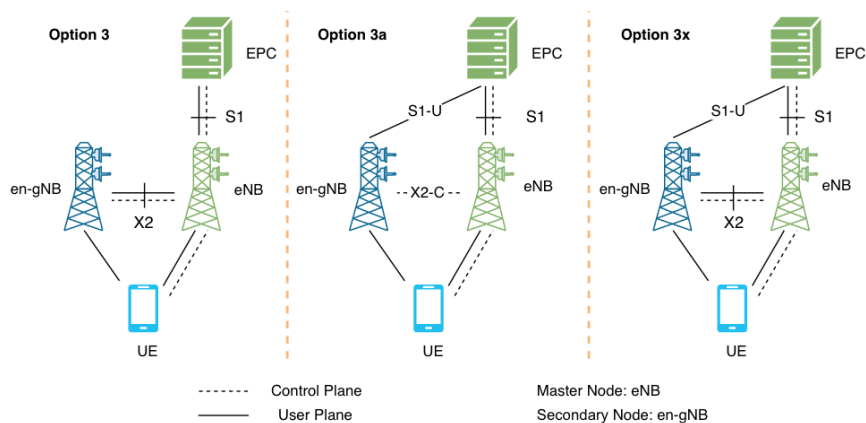 Option 3
EPC
S1
en-gNB
eNB
X2
UE
Option 3a
EPC
S1-U
S1
en-gNB
eNB
X2-C
UE
Option 3x
EPC
S1-U
S1
en-gNB
eNB
X2
UE
Control Plane
User Plane
Master Node: eNB
Secondary Node: en-gNB